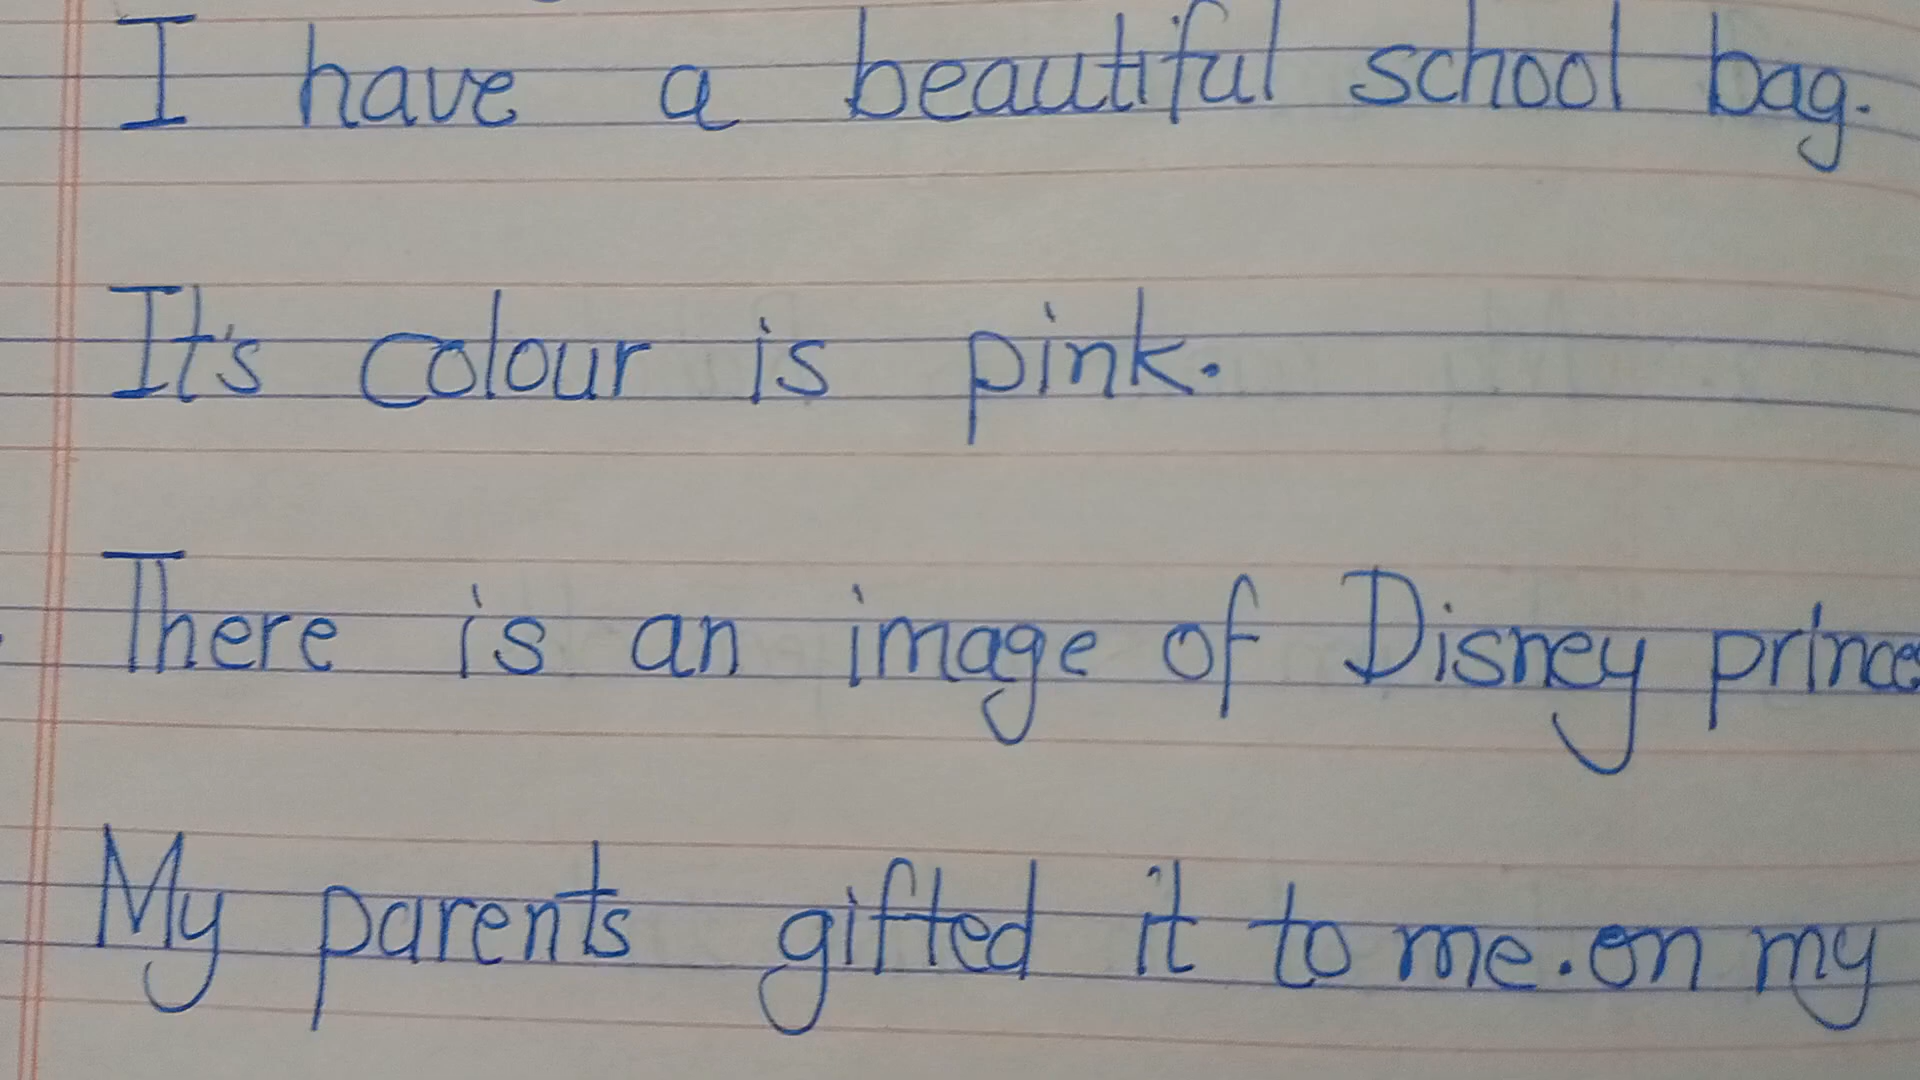 I have a beautiful school bag.
It's colour is pink.
There is an image of Disney princes
My parents gifted it to me.on my